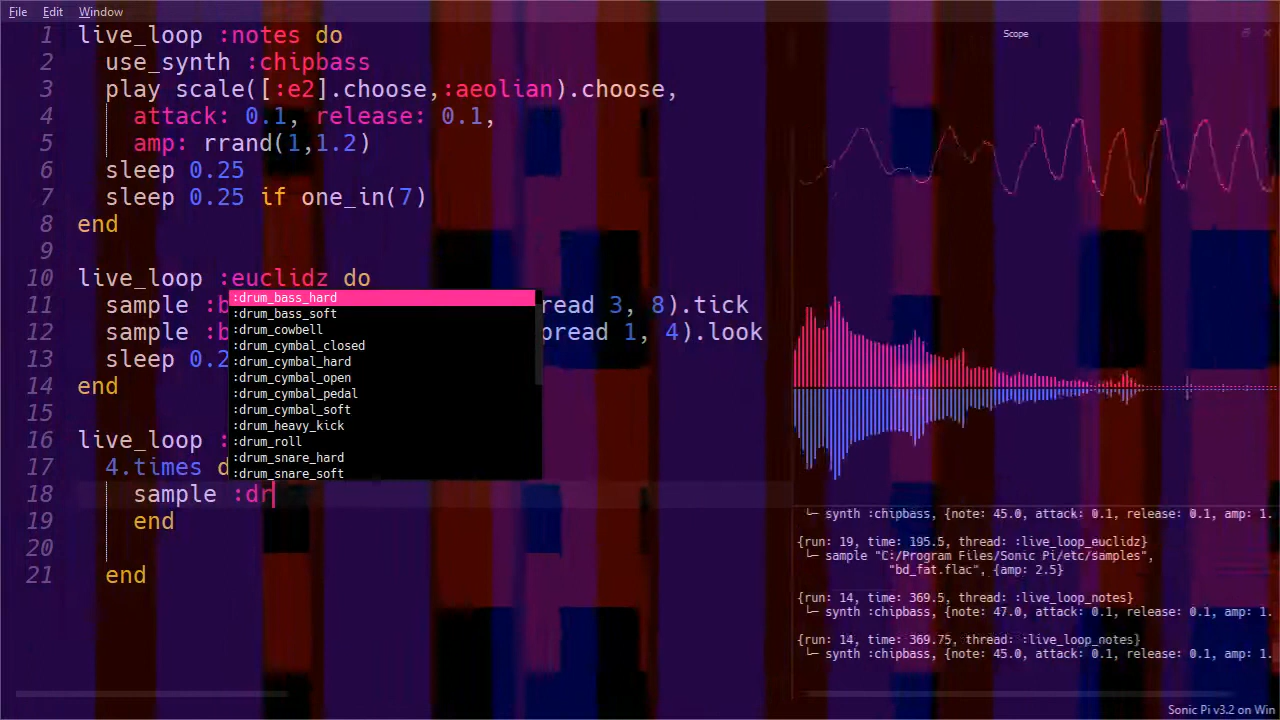 File Edit Window
1 live_loop :notes do
2 use_synth :chipbass
3 play scale([:e2].choose,:aeolian).choose,
4 attack: 0.1, release: 0.1,
5 amp: rrand(1,1.2)
6 sleep 0.25
7 sleep 0.25 if one_in(7)
8 end
9
10 live_loop :euclidz do
11 sample :b read 3, 8).tick
12 sample :b pread 1, 4).look
13 sleep 0.2
14 end
15
16 live_loop :
17 4.times d
18 sample :dr
19 end
20
21 end
:drum_bass_hard
:drum_bass_soft
:drum_cowbell
:drum_cymbal_closed
:drum_cymbal_hard
:drum_cymbal_open
:drum_cymbal_pedal
:drum_cymbal_soft
:drum_heavy_kick
:drum_roll
:drum_snare_hard
:drum_snare_soft
Scope
└─ synth :chipbass, {note: 45.0, attack: 0.1, release: 0.1, amp: 1.
{run: 19, time: 195.5, thread: :live_loop_euclidz}
└─ sample "C:/Program Files/Sonic Pi/etc/samples",
"bd_fat.flac", {amp: 2.5}
{run: 14, time: 369.5, thread: :live_loop_notes}
└─ synth :chipbass, {note: 47.0, attack: 0.1, release: 0.1, amp: 1.
{run: 14, time: 369.75, thread: :live_loop_notes}
└─ synth :chipbass, {note: 45.0, attack: 0.1, release: 0.1, amp: 1.
Sonic Pi v3.2 on Win